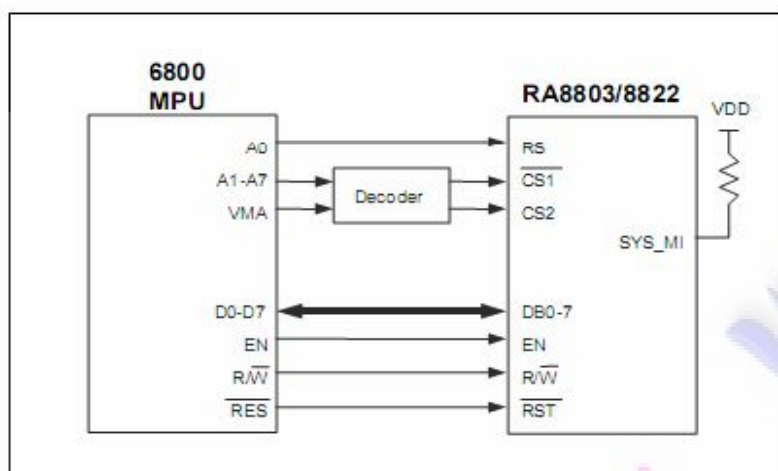 6800
MPU
RA8803/8822
VDD
A0
RS
A1-A7
Decoder
CS1
VMA
CS2
SYS_MI
D0-D7
DB0-7
EN
EN
R/W
R/W
RES
RST